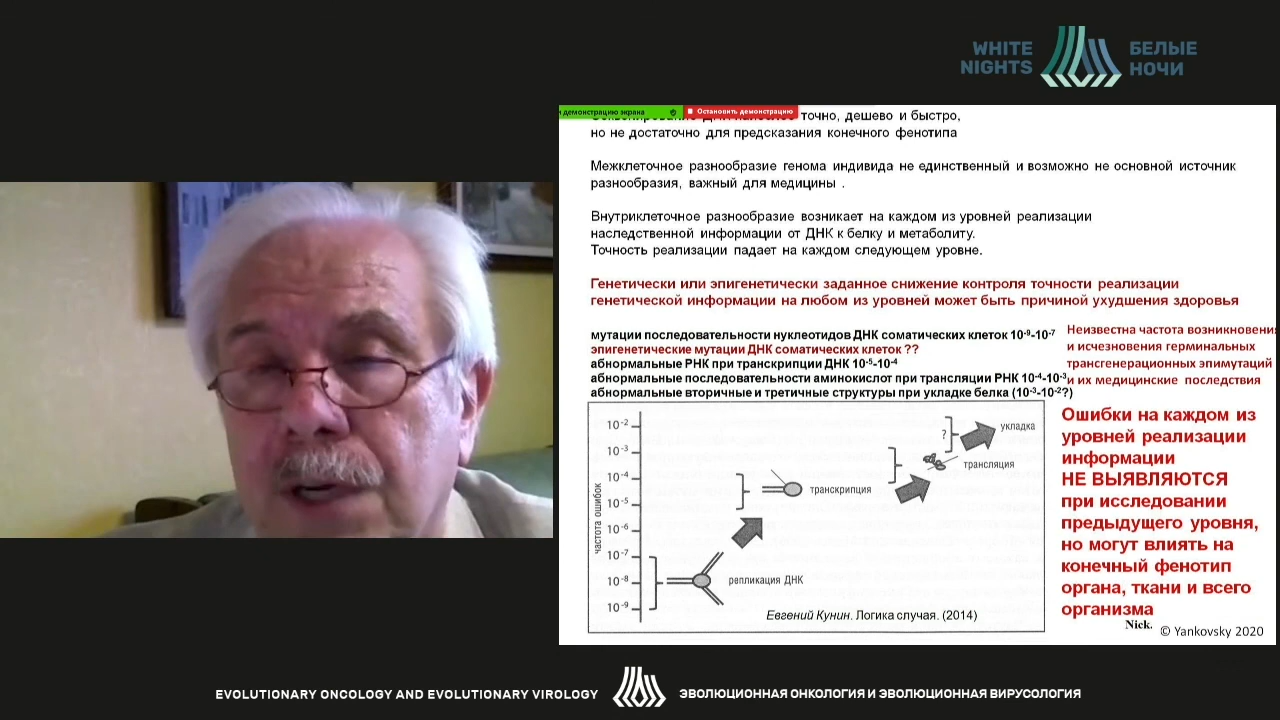 WHITE
NIGHTS
БЕЛЫЕ
НОЧИ
демонстрацию экрана
Остановить демонстрацию
точно, дешево и быстро,
но не достаточно для предсказания конечного фенотипа
Межклеточное разнообразие генома индивида не единственный и возможно не основной источник
разнообразия, важный для медицины .
Внутриклеточное разнообразие возникает на каждом из уровней реализации
наследственной информации от ДНК к белку и метаболиту.
Точность реализации падает на каждом следующем уровне.
Генетически или эпигенетически заданное снижение контроля точности реализации
генетической информации на любом из уровней может быть причиной ухудшения здоровья
мутации последовательности нуклеотидов ДНК соматических клеток 10⁻⁹-10⁻⁷
эпигенетические мутации ДНК соматических клеток ??
абнормальные РНК при транскрипции ДНК 10⁻⁵-10⁻⁴
абнормальные последовательности аминокислот при трансляции РНК 10⁻⁴-10⁻³
абнормальные вторичные и третичные структуры при укладке белка (10⁻³-10⁻²?)
Неизвестна частота возникновения
и исчезновения герминальных
трансгенерационных эпимутаций
и их медицинские последствия
частота ошибок
10⁻²
10⁻³
10⁻⁴
10⁻⁵
10⁻⁶
10⁻⁷
10⁻⁸
10⁻⁹
?
укладка
трансляция
транскрипция
репликация ДНК
Евгений Кунин. Логика случая. (2014)
Ошибки на каждом из
уровней реализации
информации
НЕ ВЫЯВЛЯЮТСЯ
при исследовании
предыдущего уровня,
но могут влиять на
конечный фенотип
органа, ткани и всего
организма
Nick.
© Yankovsky 2020
EVOLUTIONARY ONCOLOGY AND EVOLUTIONARY VIROLOGY
ЭВОЛЮЦИОННАЯ ОНКОЛОГИЯ И ЭВОЛЮЦИОННАЯ ВИРУСОЛОГИЯ